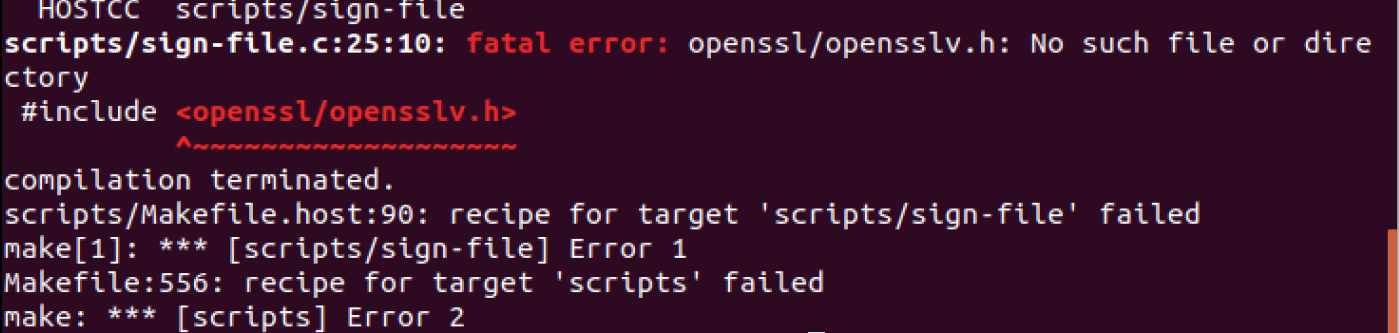 HOSTCC  scripts/sign-file
scripts/sign-file.c:25:10: fatal error: openssl/opensslv.h: No such file or dire
ctory
 #include <openssl/opensslv.h>
          ^~~~~~~~~~~~~~~~~~~~
compilation terminated.
scripts/Makefile.host:90: recipe for target 'scripts/sign-file' failed
make[1]: *** [scripts/sign-file] Error 1
Makefile:556: recipe for target 'scripts' failed
make: *** [scripts] Error 2